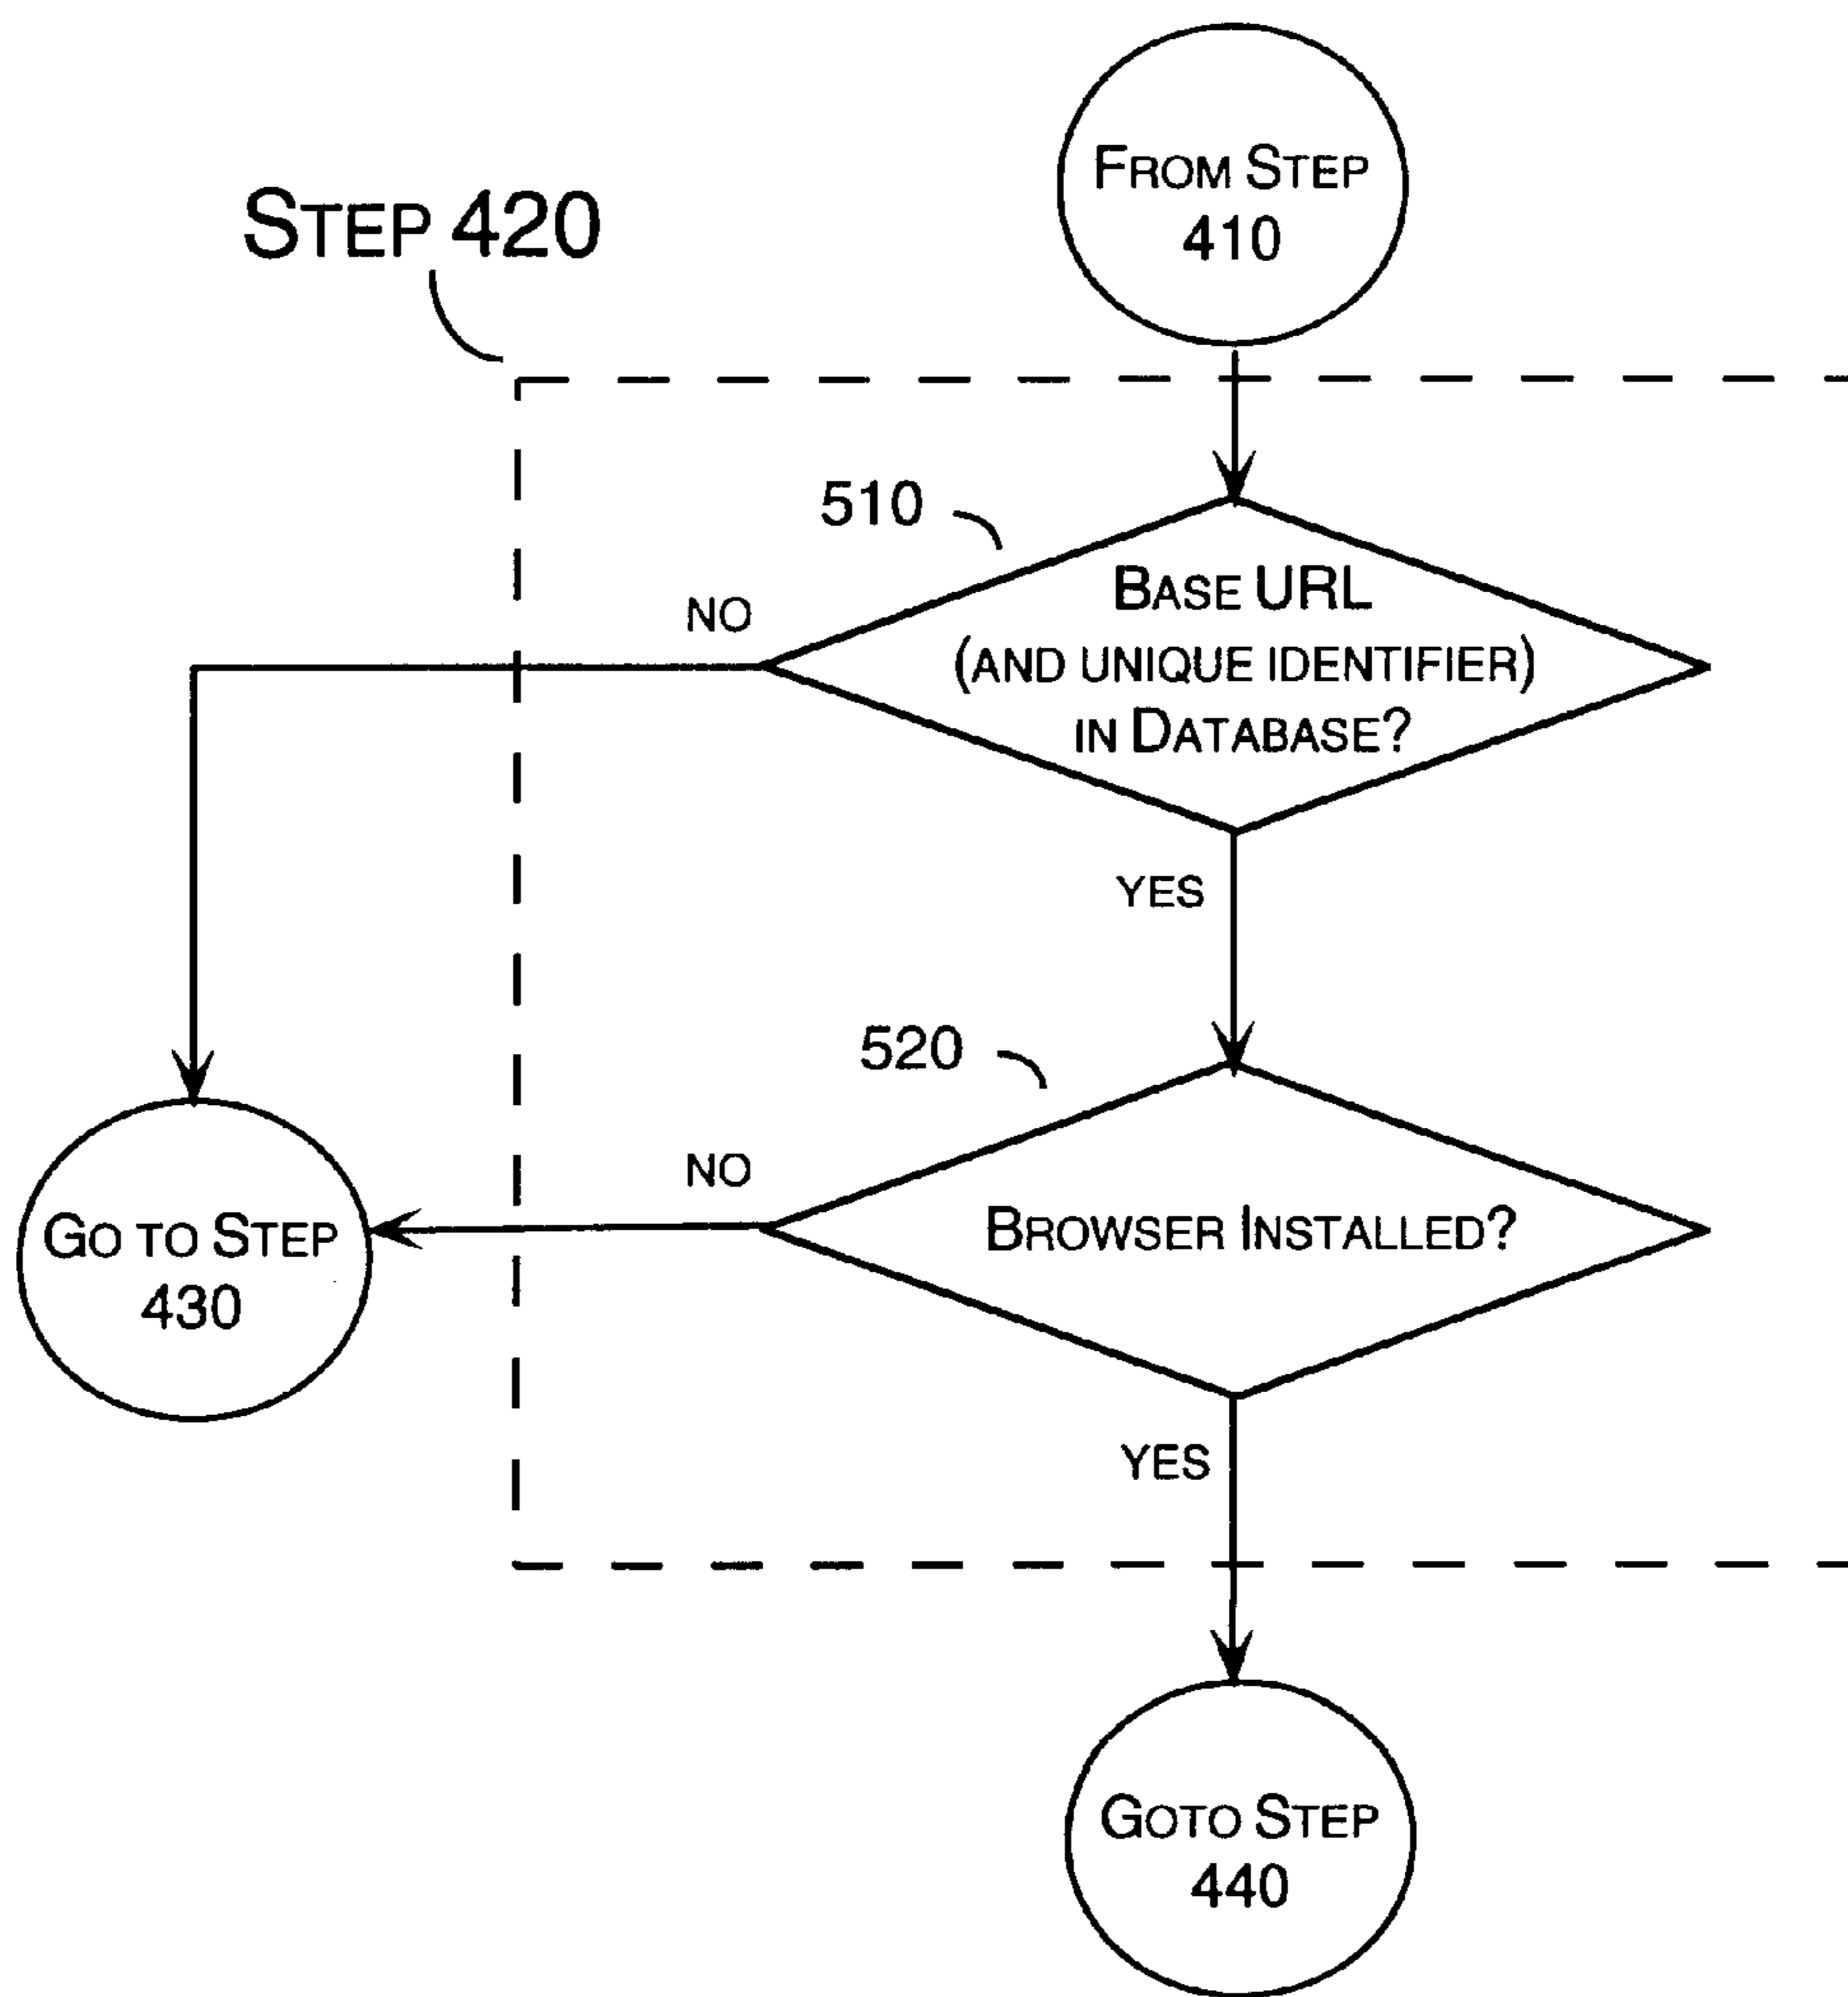 FROM STEP
410
STEP 420
510
BASE URL
(AND UNIQUE IDENTIFIER)
IN DATABASE?
NO
YES
520
BROWSER INSTALLED?
NO
GO TO STEP
430
YES
GOTO STEP
440